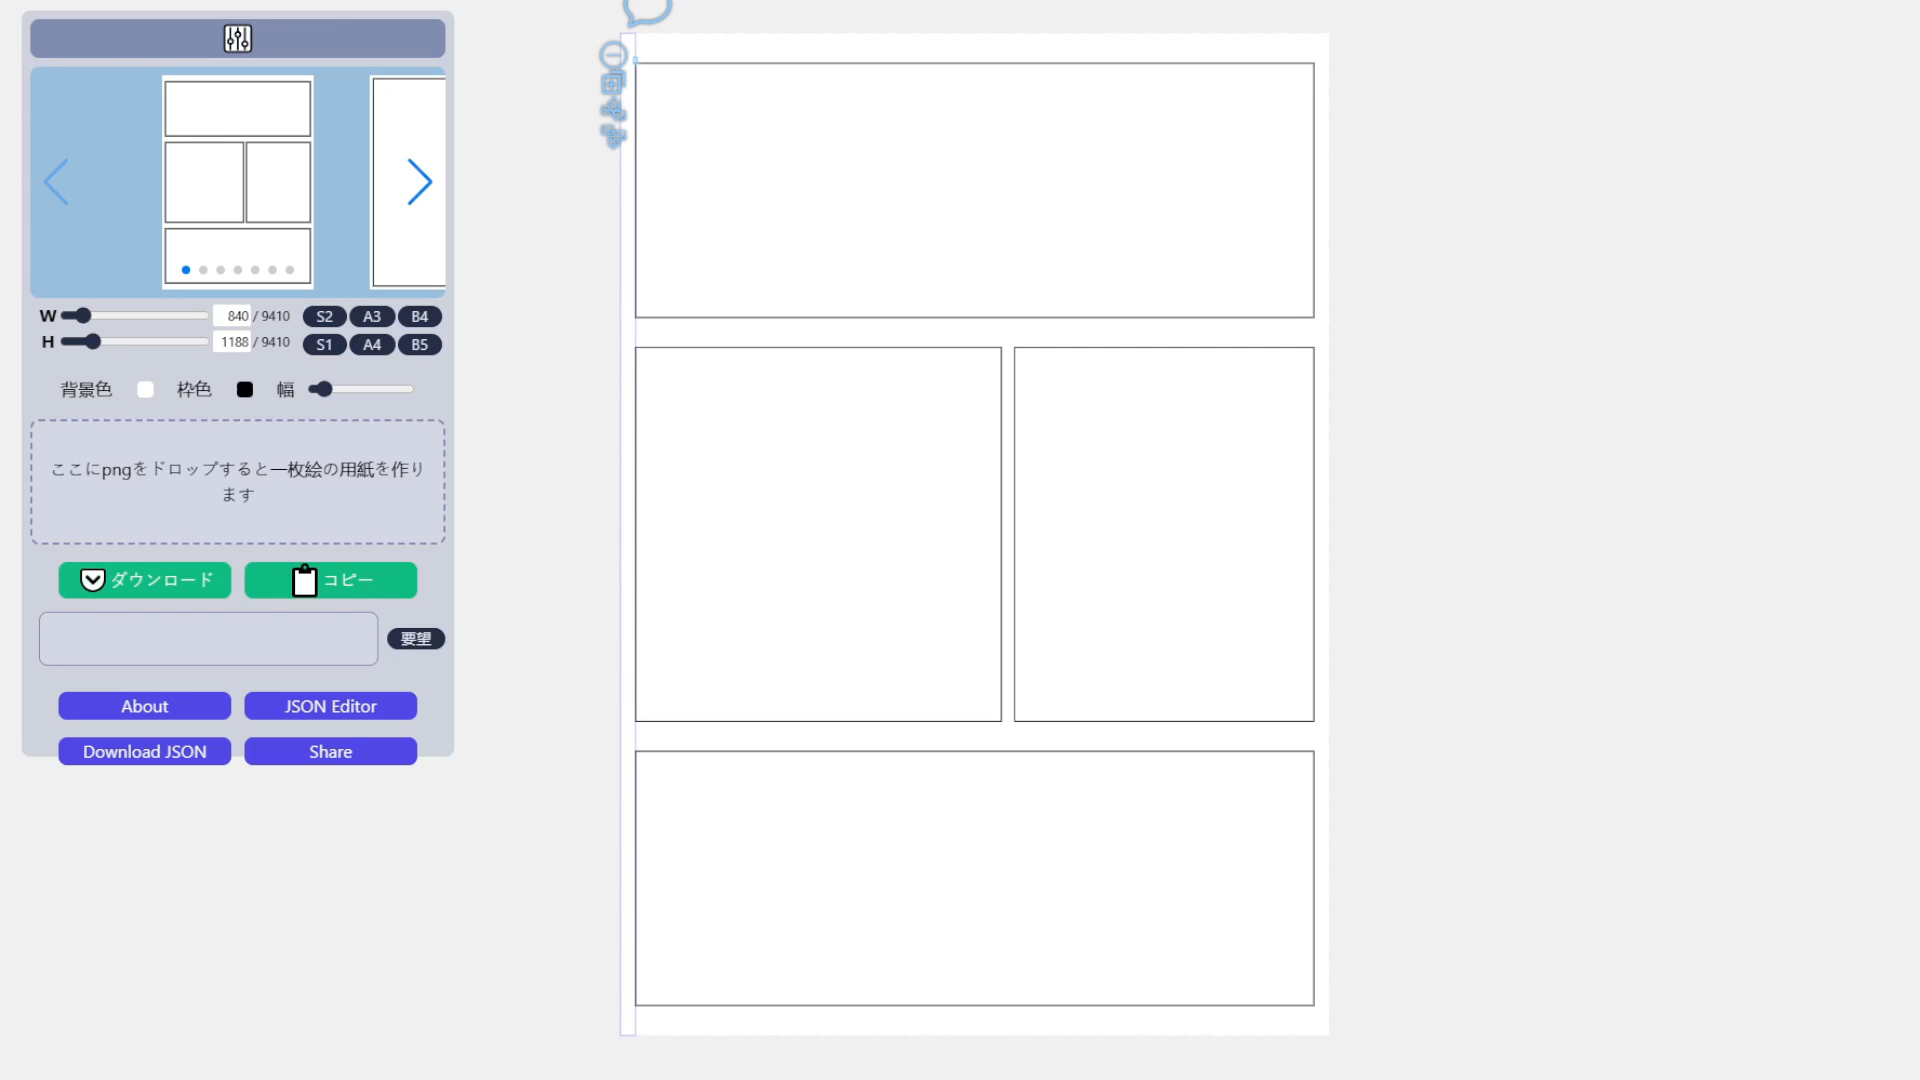 W 840 / 9410 S2 A3 B4
H 1188 / 9410 S1 A4 B5
背景色 枠色 幅
ここにpngをドロップすると一枚絵の用紙を作り
ます
ダウンロード コピー
要望
About JSON Editor
Download JSON Share